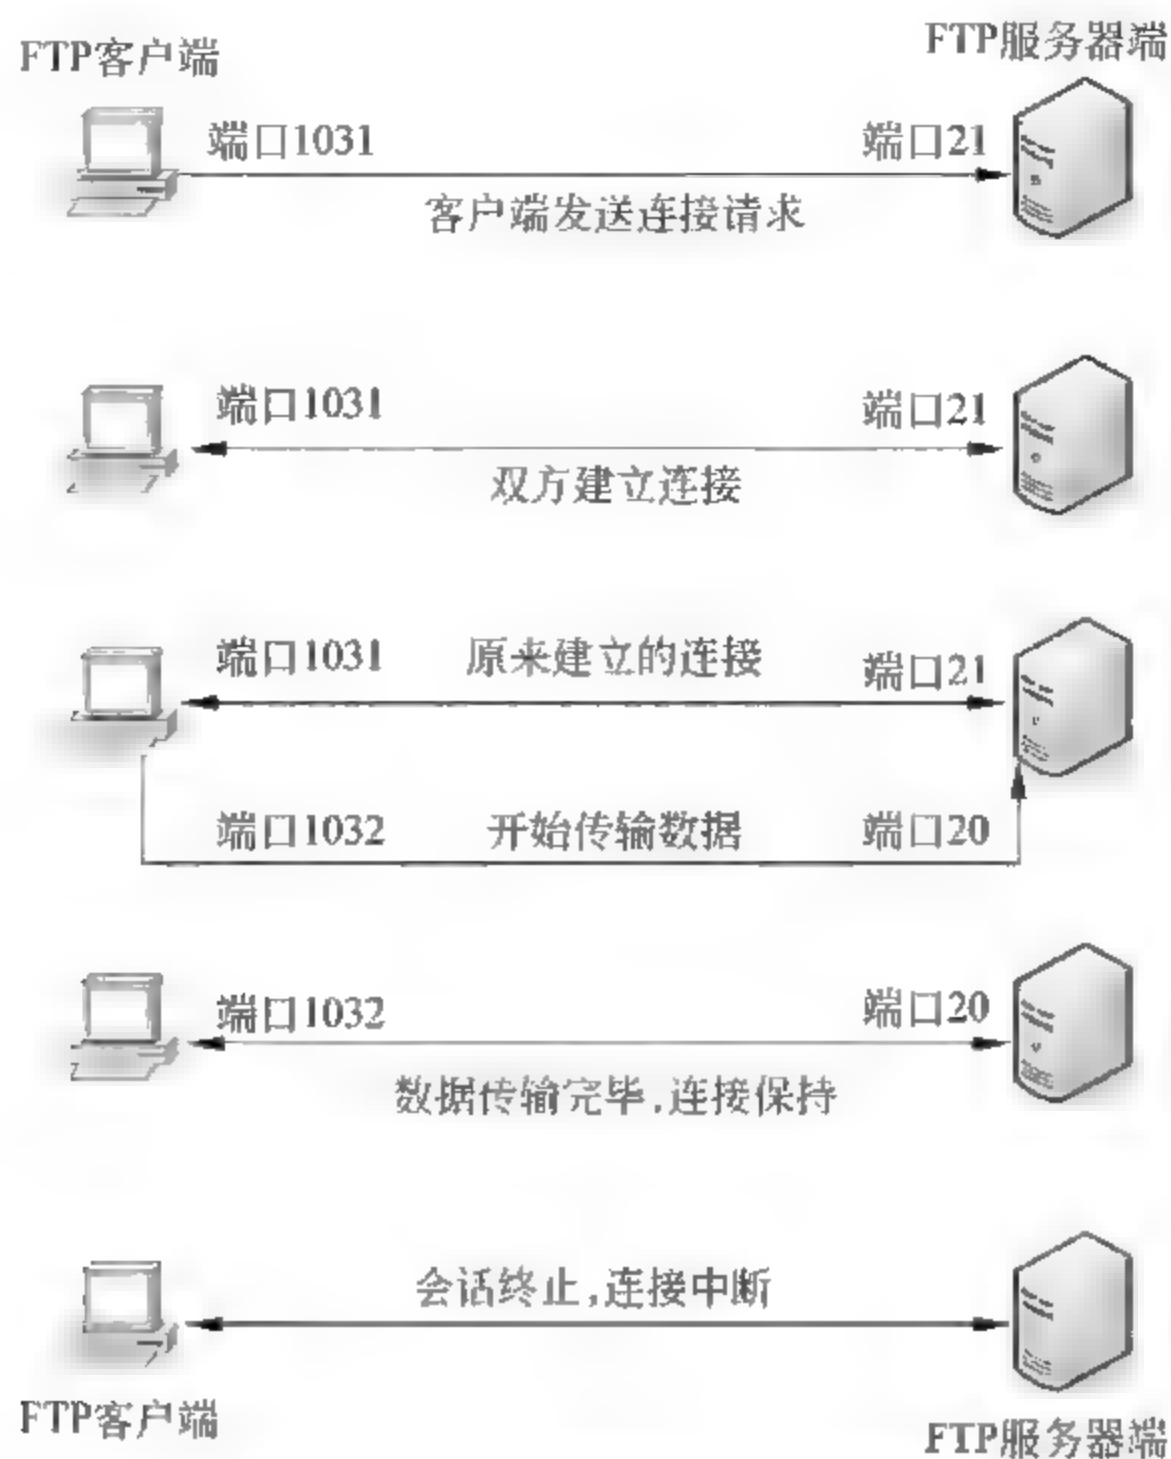 FTP客户端
FTP服务器端
端口1031
端口21
客户端发送连接请求
端口1031
端口21
双方建立连接
端口1031
原来建立的连接
端口21
端口1032
开始传输数据
端口20
端口1032
端口20
数据传输完毕,连接保持
会话终止,连接中断
FTP客户端
FTP服务器端